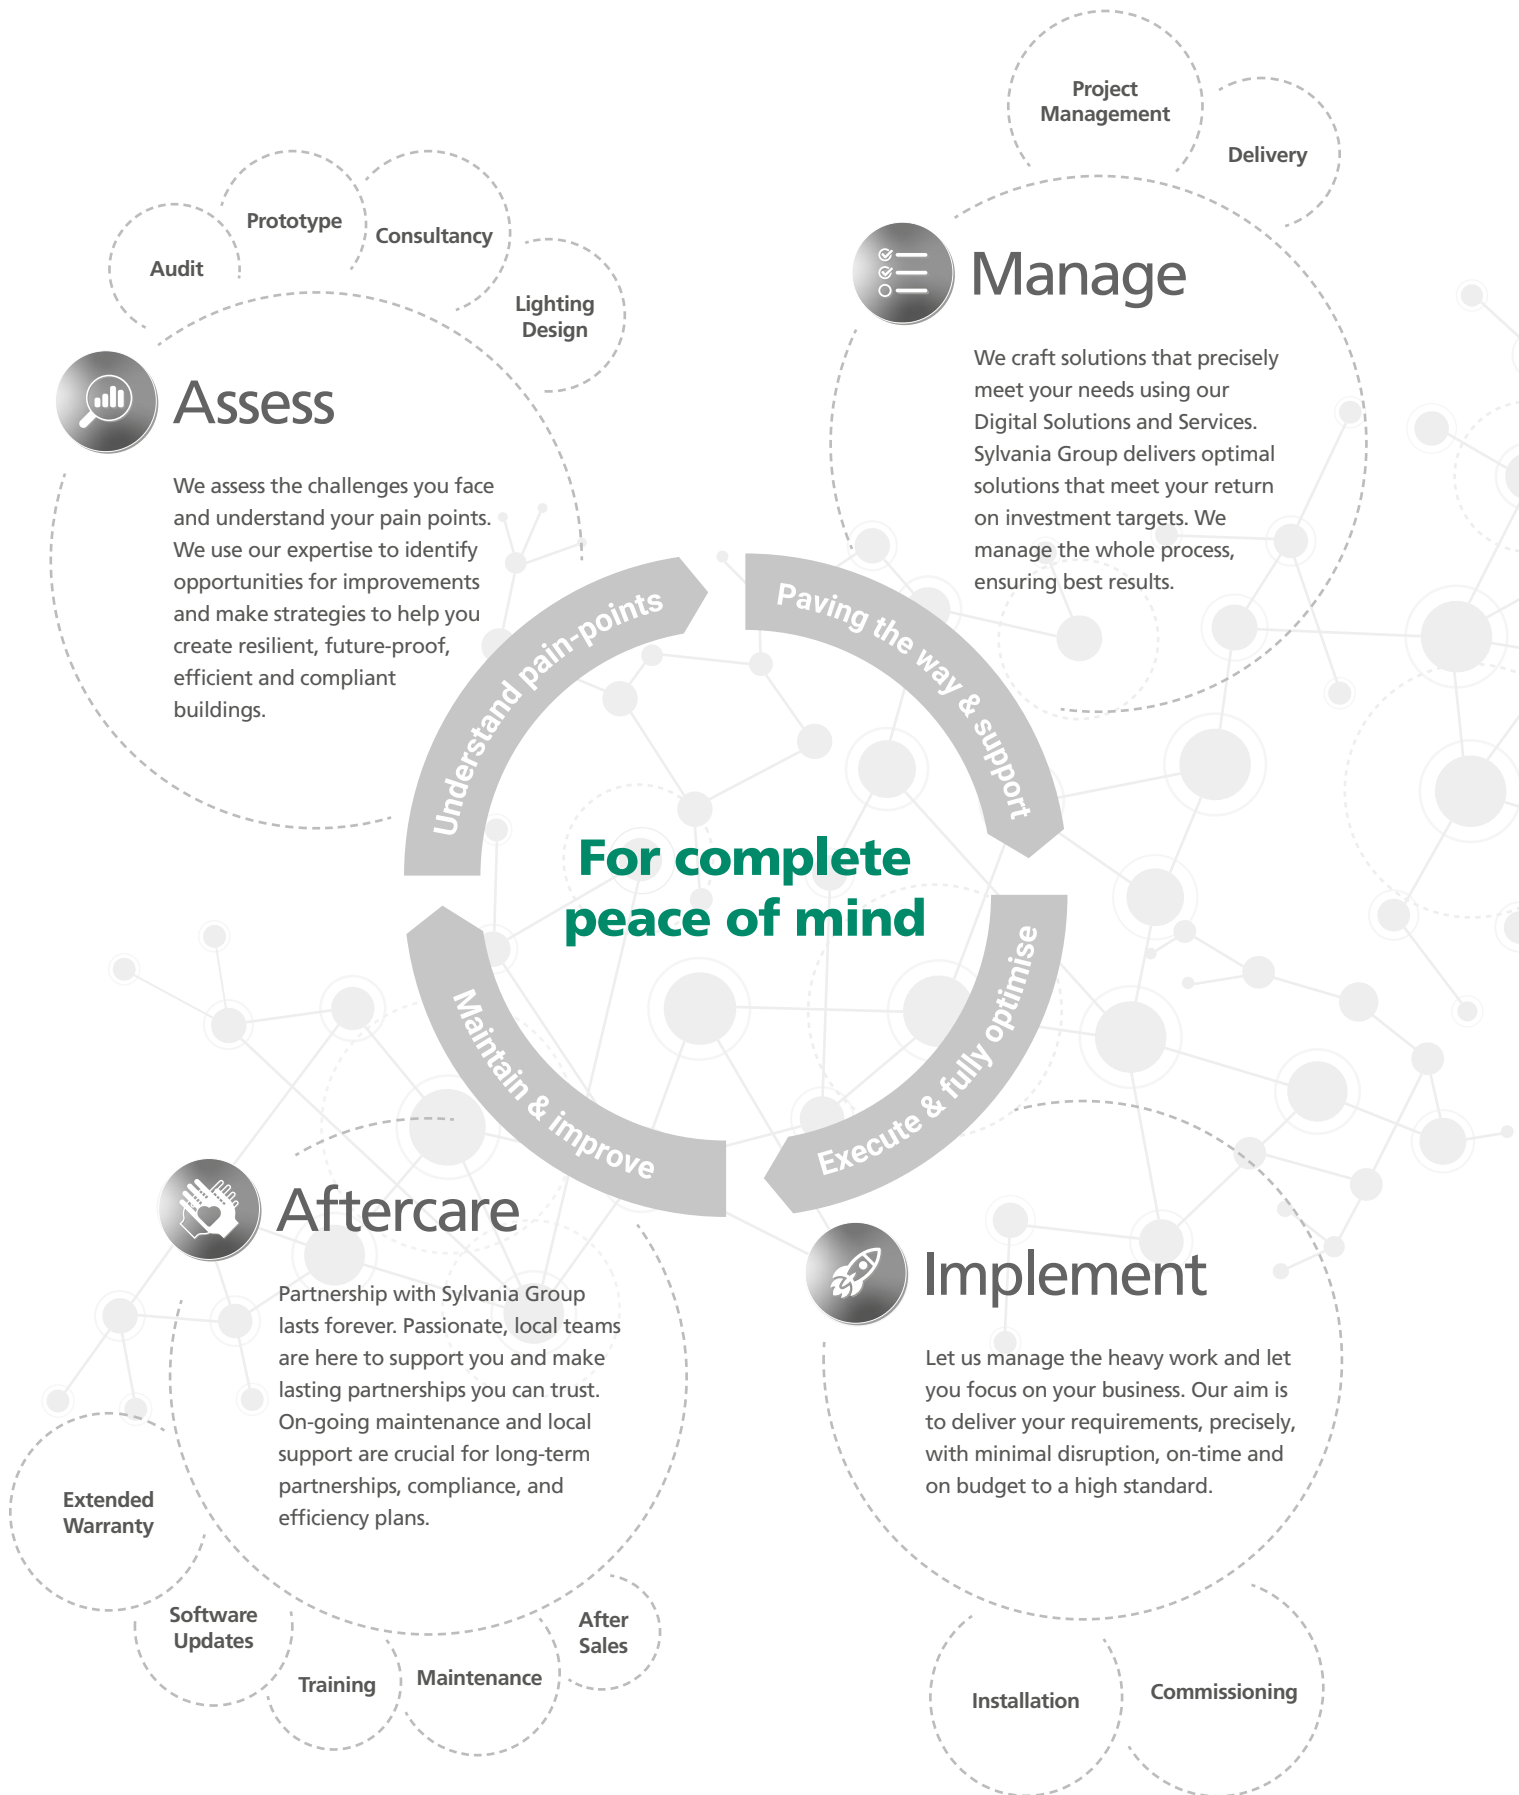 Audit
Prototype
Consultancy
Lighting
Design
Assess
We assess the challenges you face
and understand your pain points.
We use our expertise to identify
opportunities for improvements
and make strategies to help you
create resilient, future-proof,
efficient and compliant
buildings.
Understand pain-points
Project
Management
Delivery
Manage
We craft solutions that precisely
meet your needs using our
Digital Solutions and Services.
Sylvania Group delivers optimal
solutions that meet your return
on investment targets. We
manage the whole process,
ensuring best results.
Paving the way & support
For complete
peace of mind
Execute & fully optimise
Implement
Let us manage the heavy work and let
you focus on your business. Our aim is
to deliver your requirements, precisely,
with minimal disruption, on-time and
on budget to a high standard.
Installation
Commissioning
Maintain & improve
Aftercare
Partnership with Sylvania Group
lasts forever. Passionate, local teams
are here to support you and make
lasting partnerships you can trust.
On-going maintenance and local
support are crucial for long-term
partnerships, compliance, and
efficiency plans.
Extended
Warranty
Software
Updates
Training
Maintenance
After
Sales